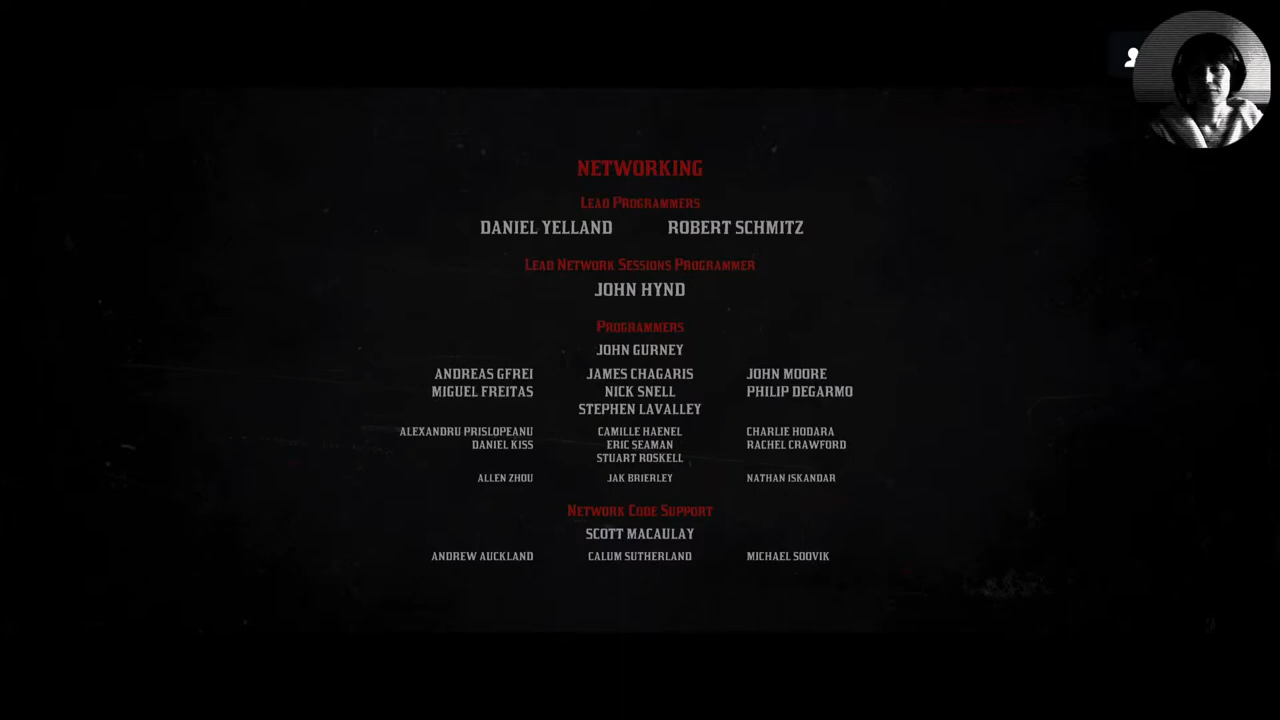 NETWORKING
LEAD PROGRAMMERS
DANIEL YELLAND ROBERT SCHMITZ
LEAD NETWORK SESSIONS PROGRAMMER
JOHN HYND
PROGRAMMERS
JOHN GURNEY
ANDREAS GFREI JAMES CHAGARIS JOHN MOORE
MIGUEL FREITAS NICK SNELL PHILIP DEGARMO
STEPHEN LAVALLEY
ALEXANDRU PRISLOPEANU CAMILLE HAENEL CHARLIE HODARA
DANIEL KISS ERIC SEAMAN RACHEL CRAWFORD
STUART ROSKELL
ALLEN ZHOU JAK BRIERLEY NATHAN ISKANDAR
NETWORK CODE SUPPORT
SCOTT MACAULAY
ANDREW AUCKLAND CALUM SUTHERLAND MICHAEL SOOVIK